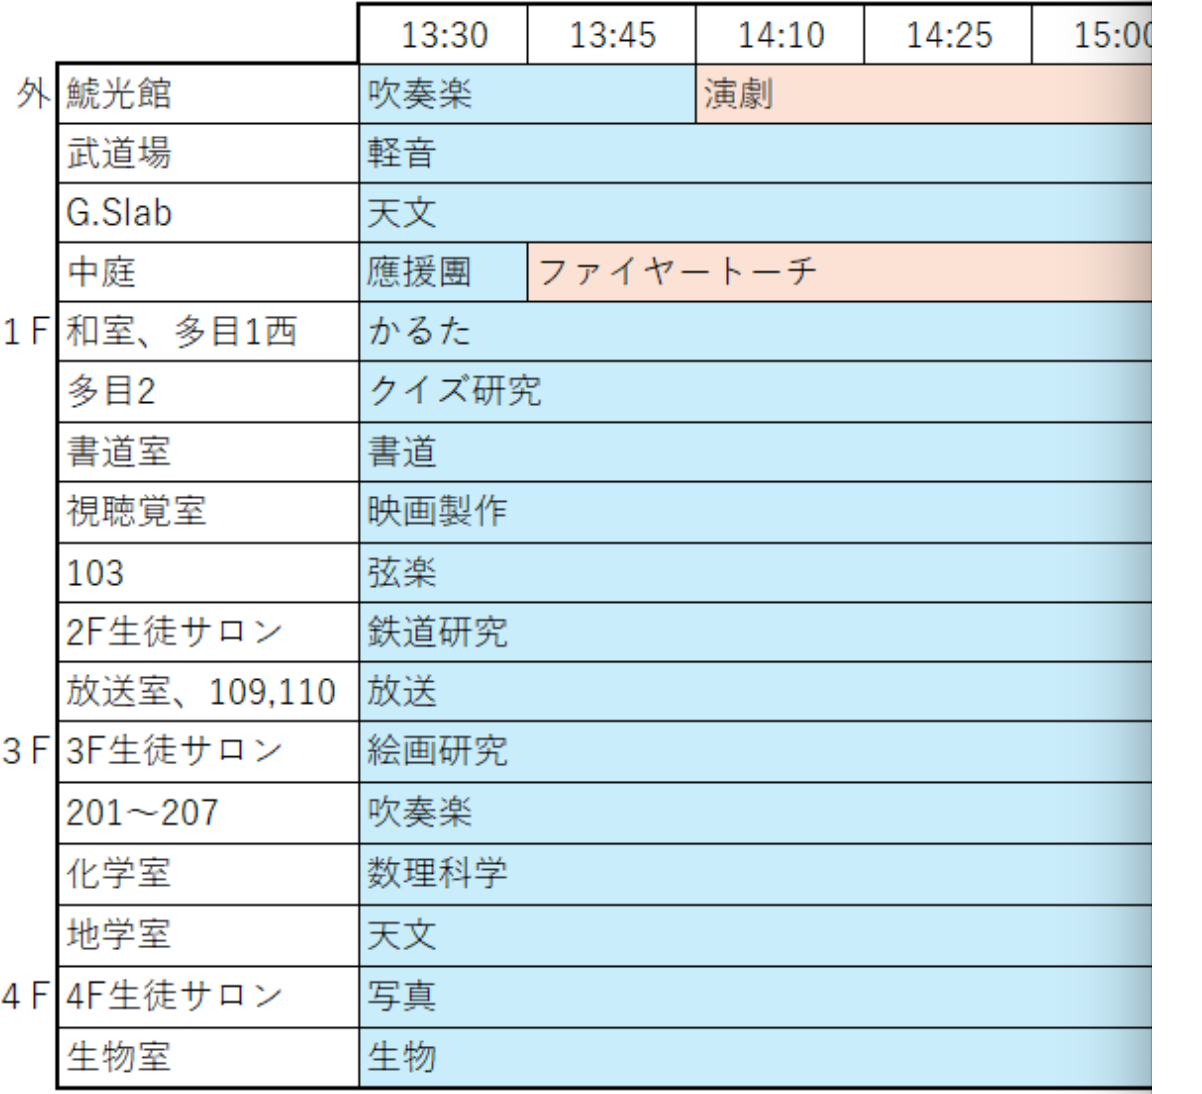 13:30 13:45 14:10 14:25 15:00
外 鯱光館 吹奏楽 演劇
武道場 軽音
G.Slab 天文
中庭 應援團 ファイヤートーチ
1F 和室、多目1西 かるた
多目2 クイズ研究
書道室 書道
視聴覚室 映画製作
103 弦楽
2F生徒サロン 鉄道研究
放送室、109,110 放送
3F 3F生徒サロン 絵画研究
201～207 吹奏楽
化学室 数理科学
地学室 天文
4F 4F生徒サロン 写真
生物室 生物